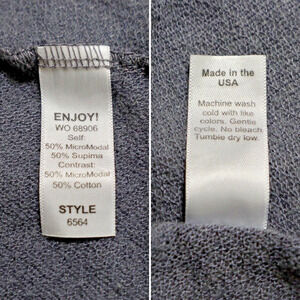 ENJOY!
WO 68906
Self:
50% MicroModal
50% Supima
Contrast:
50% MicroModal
50% Cotton
STYLE
6564
Made in the
USA
Machine wash
cold with like
colors. Gentle
cycle. No bleach
Tumble dry low.